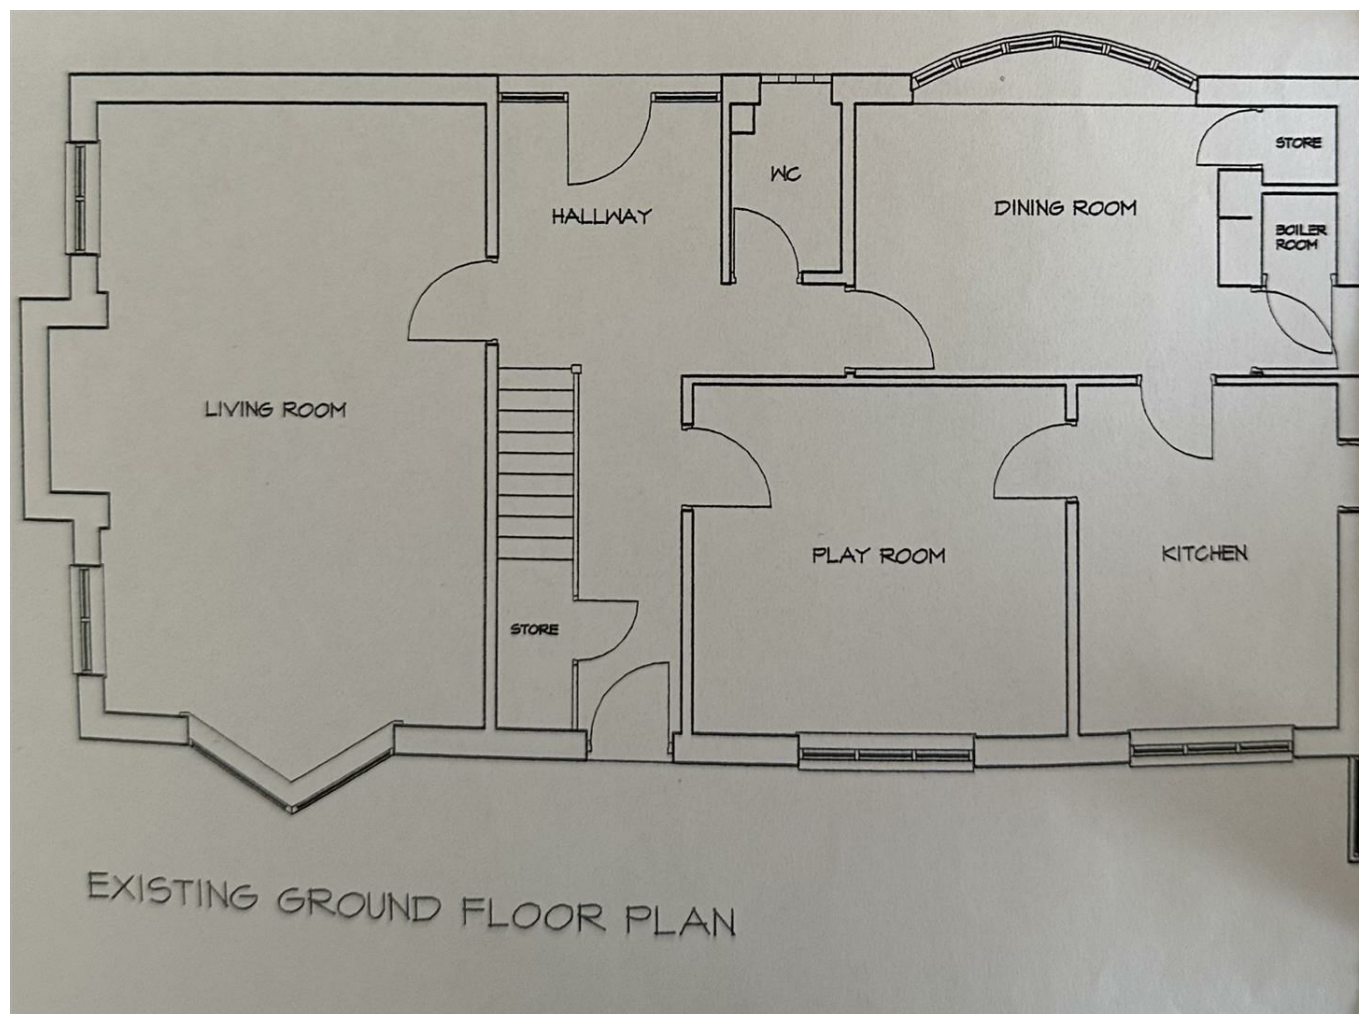 WC
STORE
DINING ROOM
HALLWAY
BOILER
ROOM
LIVING ROOM
PLAY ROOM
KITCHEN
STORE
EXISTING GROUND FLOOR PLAN